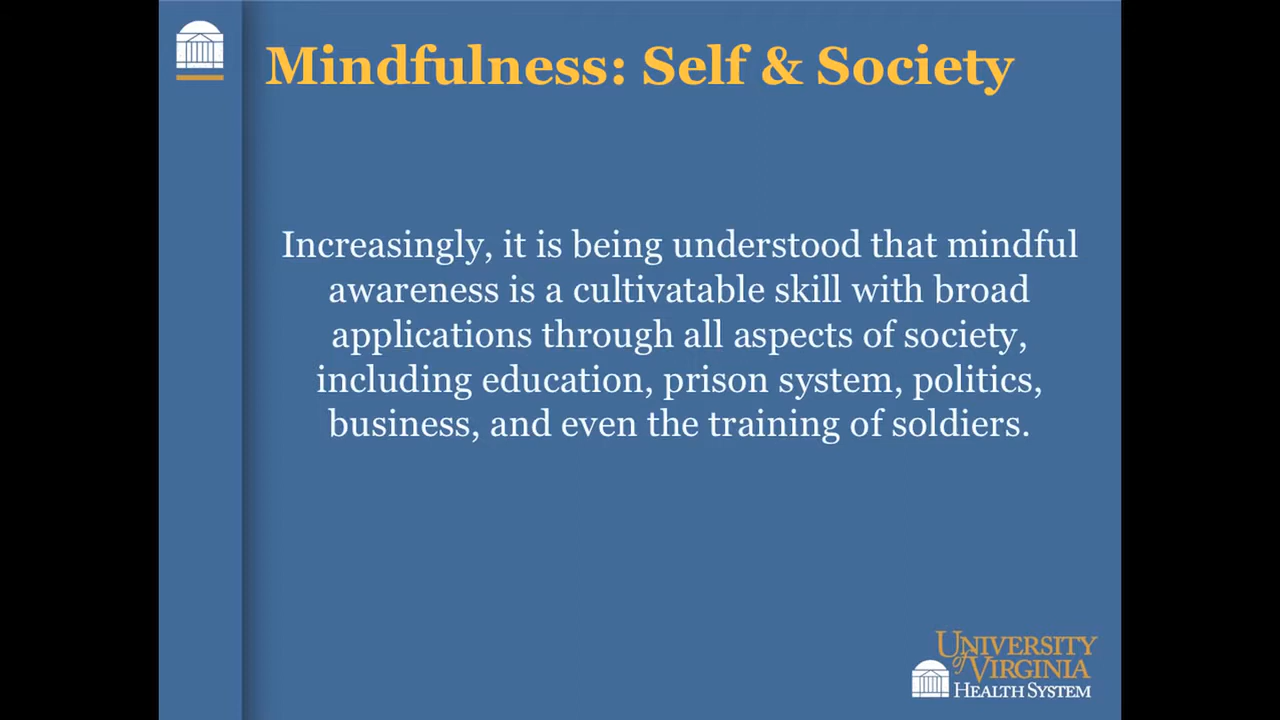 Mindfulness: Self & Society
Increasingly, it is being understood that mindful
awareness is a cultivatable skill with broad
applications through all aspects of society,
including education, prison system, politics,
business, and even the training of soldiers.
UNIVERSITY
of VIRGINIA
HEALTH SYSTEM